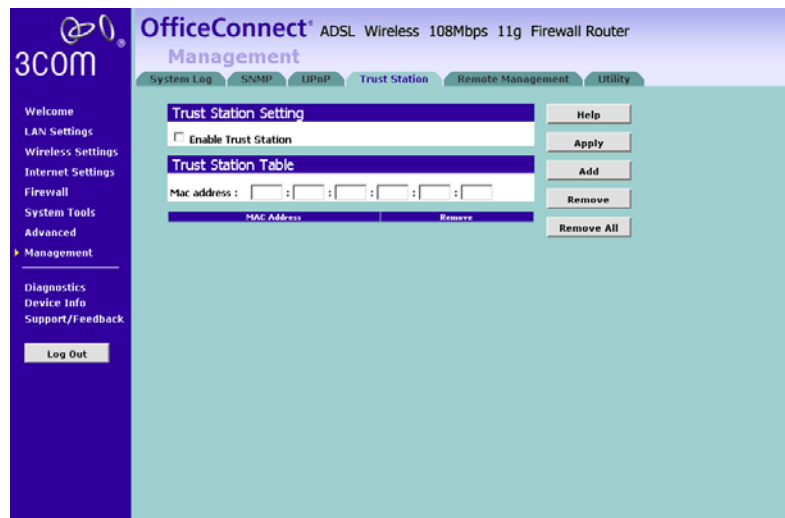 3COM
OfficeConnect® ADSL Wireless 108Mbps 11g Firewall Router
Management
System Log SNMP UPnP Trust Station Remote Management Utility
Welcome
LAN Settings
Wireless Settings
Internet Settings
Firewall
System Tools
Advanced
Management
Diagnostics
Device Info
Support/Feedback
Log Out
Trust Station Setting
Enable Trust Station
Trust Station Table
Mac address : : : : : :
MAC Address Remove
Help
Apply
Add
Remove
Remove All